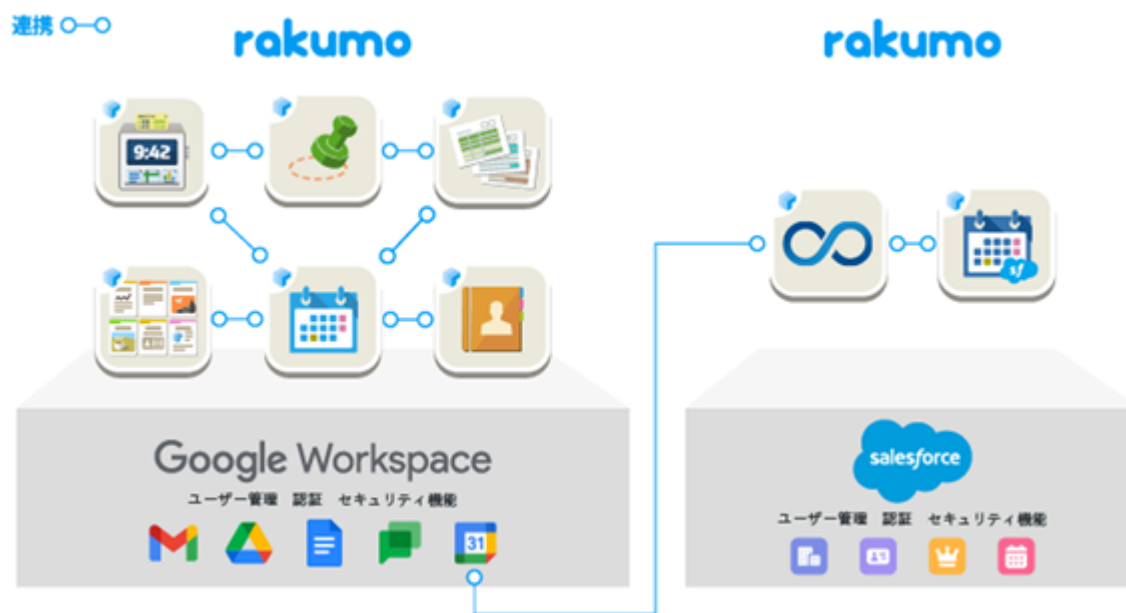 連携
rakumo
rakumo
9:42
sf
Google Workspace
ユーザー管理 認証 セキュリティ機能
31
salesforce
ユーザー管理 認証 セキュリティ機能